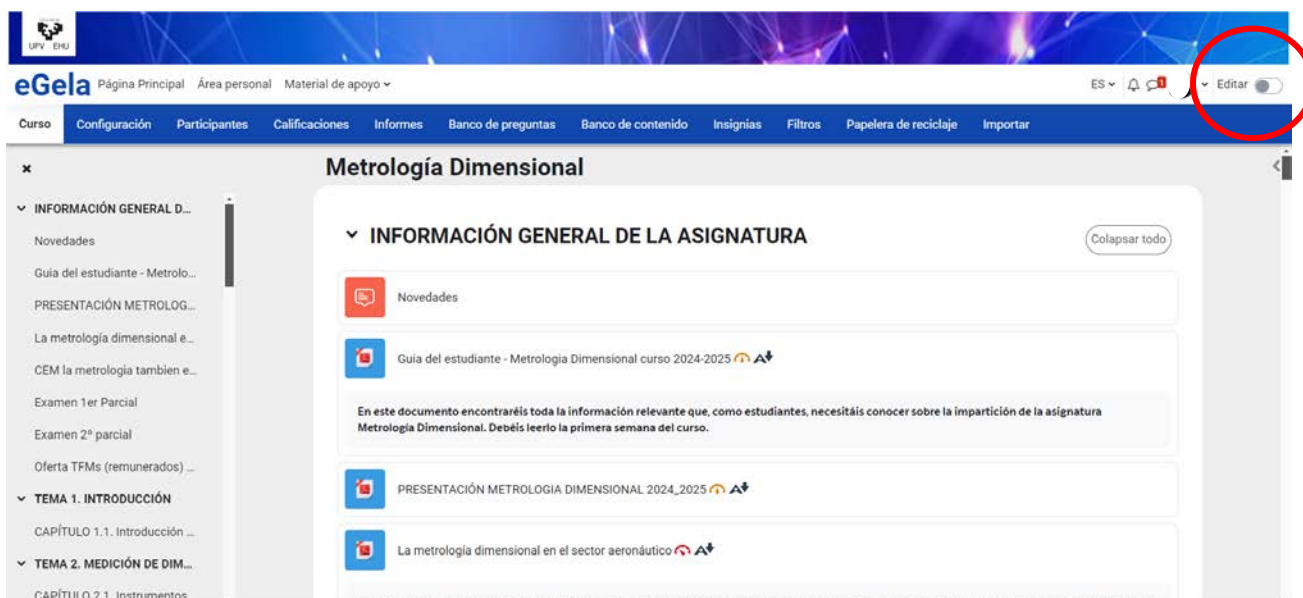 UPV EHU
eGela Página Principal Área personal Material de apoyo ES Editar
Curso Configuración Participantes Calificaciones Informes Banco de preguntas Banco de contenido Insignias Filtros Papelera de reciclaje Importar
Metrología Dimensional
INFORMACIÓN GENERAL D...
Novedades
Guia del estudiante - Metrolo...
PRESENTACIÓN METROLOG...
La metrología dimensional e...
CEM la metrologia tambien e...
Examen 1er Parcial
Examen 2º parcial
Oferta TFMs (remunerados) ...
TEMA 1. INTRODUCCIÓN
CAPÍTULO 1.1. Introducción ...
TEMA 2. MEDICIÓN DE DIM...
CAPÍTULO 2.1. Instrumentos
INFORMACIÓN GENERAL DE LA ASIGNATURA
Colapsar todo
Novedades
Guia del estudiante - Metrologia Dimensional curso 2024-2025
En este documento encontraréis toda la información relevante que, como estudiantes, necesitáis conocer sobre la impartición de la asignatura
Metrología Dimensional. Debéis leerlo la primera semana del curso.
PRESENTACIÓN METROLOGIA DIMENSIONAL 2024_2025
La metrología dimensional en el sector aeronáutico